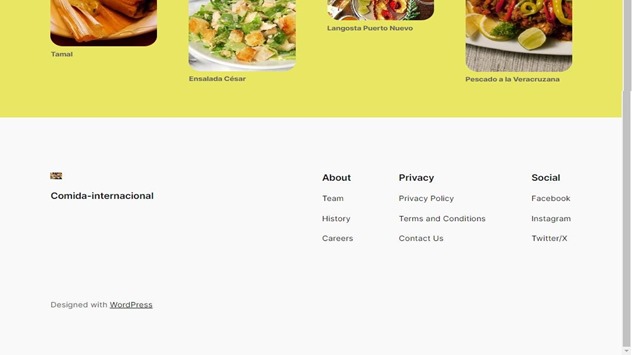 Tamal
Ensalada César
Langosta Puerto Nuevo
Pescado a la Veracruzana
Comida-internacional
About
Team
History
Careers
Privacy
Privacy Policy
Terms and Conditions
Contact Us
Social
Facebook
Instagram
Twitter/X
Designed with WordPress